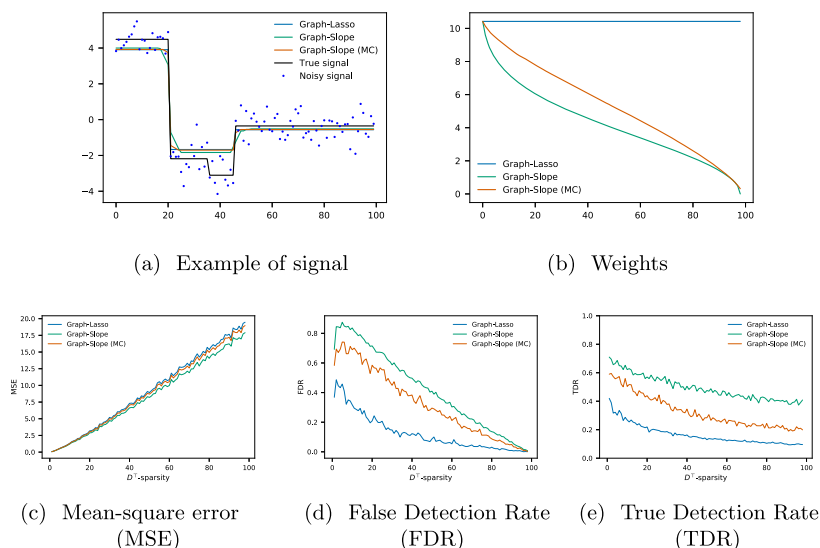 Graph-Lasso
Graph-Slope
Graph-Slope (MC)
True signal
Noisy signal
4
2
0
−2
−4
0 20 40 60 80 100
(a) Example of signal
10
8
6
4
2
0
Graph-Lasso
Graph-Slope
Graph-Slope (MC)
0 20 40 60 80 100
(b) Weights
20.0
17.5
15.0
12.5
10.0
7.5
5.0
2.5
0.0
MSE
Graph-Lasso
Graph-Slope
Graph-Slope (MC)
0 20 40 60 80 100
D⊤-sparsity
(c) Mean-square error
(MSE)
0.8
0.6
0.4
0.2
0.0
FDR
Graph-Lasso
Graph-Slope
Graph-Slope (MC)
0 20 40 60 80 100
D⊤-sparsity
(d) False Detection Rate
(FDR)
1.0
0.8
0.6
0.4
0.2
0.0
TDR
Graph-Lasso
Graph-Slope
Graph-Slope (MC)
0 20 40 60 80 100
D⊤-sparsity
(e) True Detection Rate
(TDR)